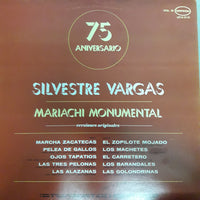 75
ANIVERSARIO
SILVESTRE VARGAS
MARIACHI MONUMENTAL
versiones originales
MARCHA ZACATECAS
PELEA DE GALLOS
OJOS TAPATIOS
LAS TRES PELONAS
LAS ALAZANAS
EL ZOPILOTE MOJADO
LOS MACHETES
EL CARRETERO
LOS BARANDALES
LAS GOLONDRINAS